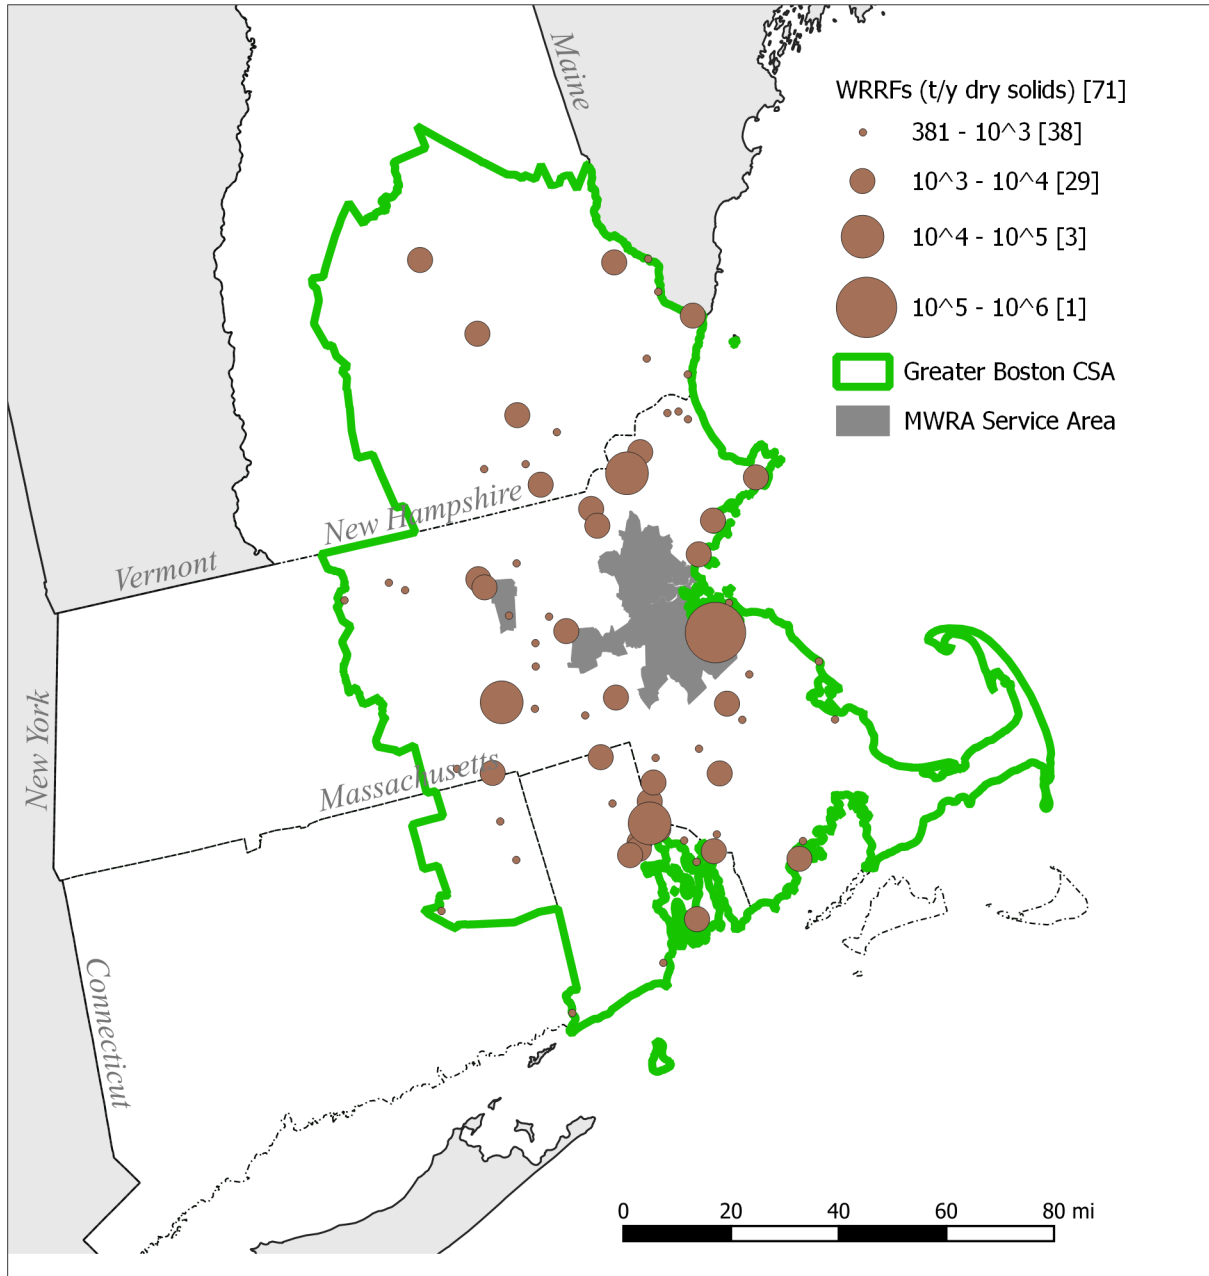 Maine
WRRFs (t/y dry solids) [71]
381 - 10^3 [38]
10^3 - 10^4 [29]
10^4 - 10^5 [3]
10^5 - 10^6 [1]
Greater Boston CSA
MWRA Service Area
New Hampshire
Vermont
New York
Massachusetts
Connecticut
0 20 40 60 80 mi